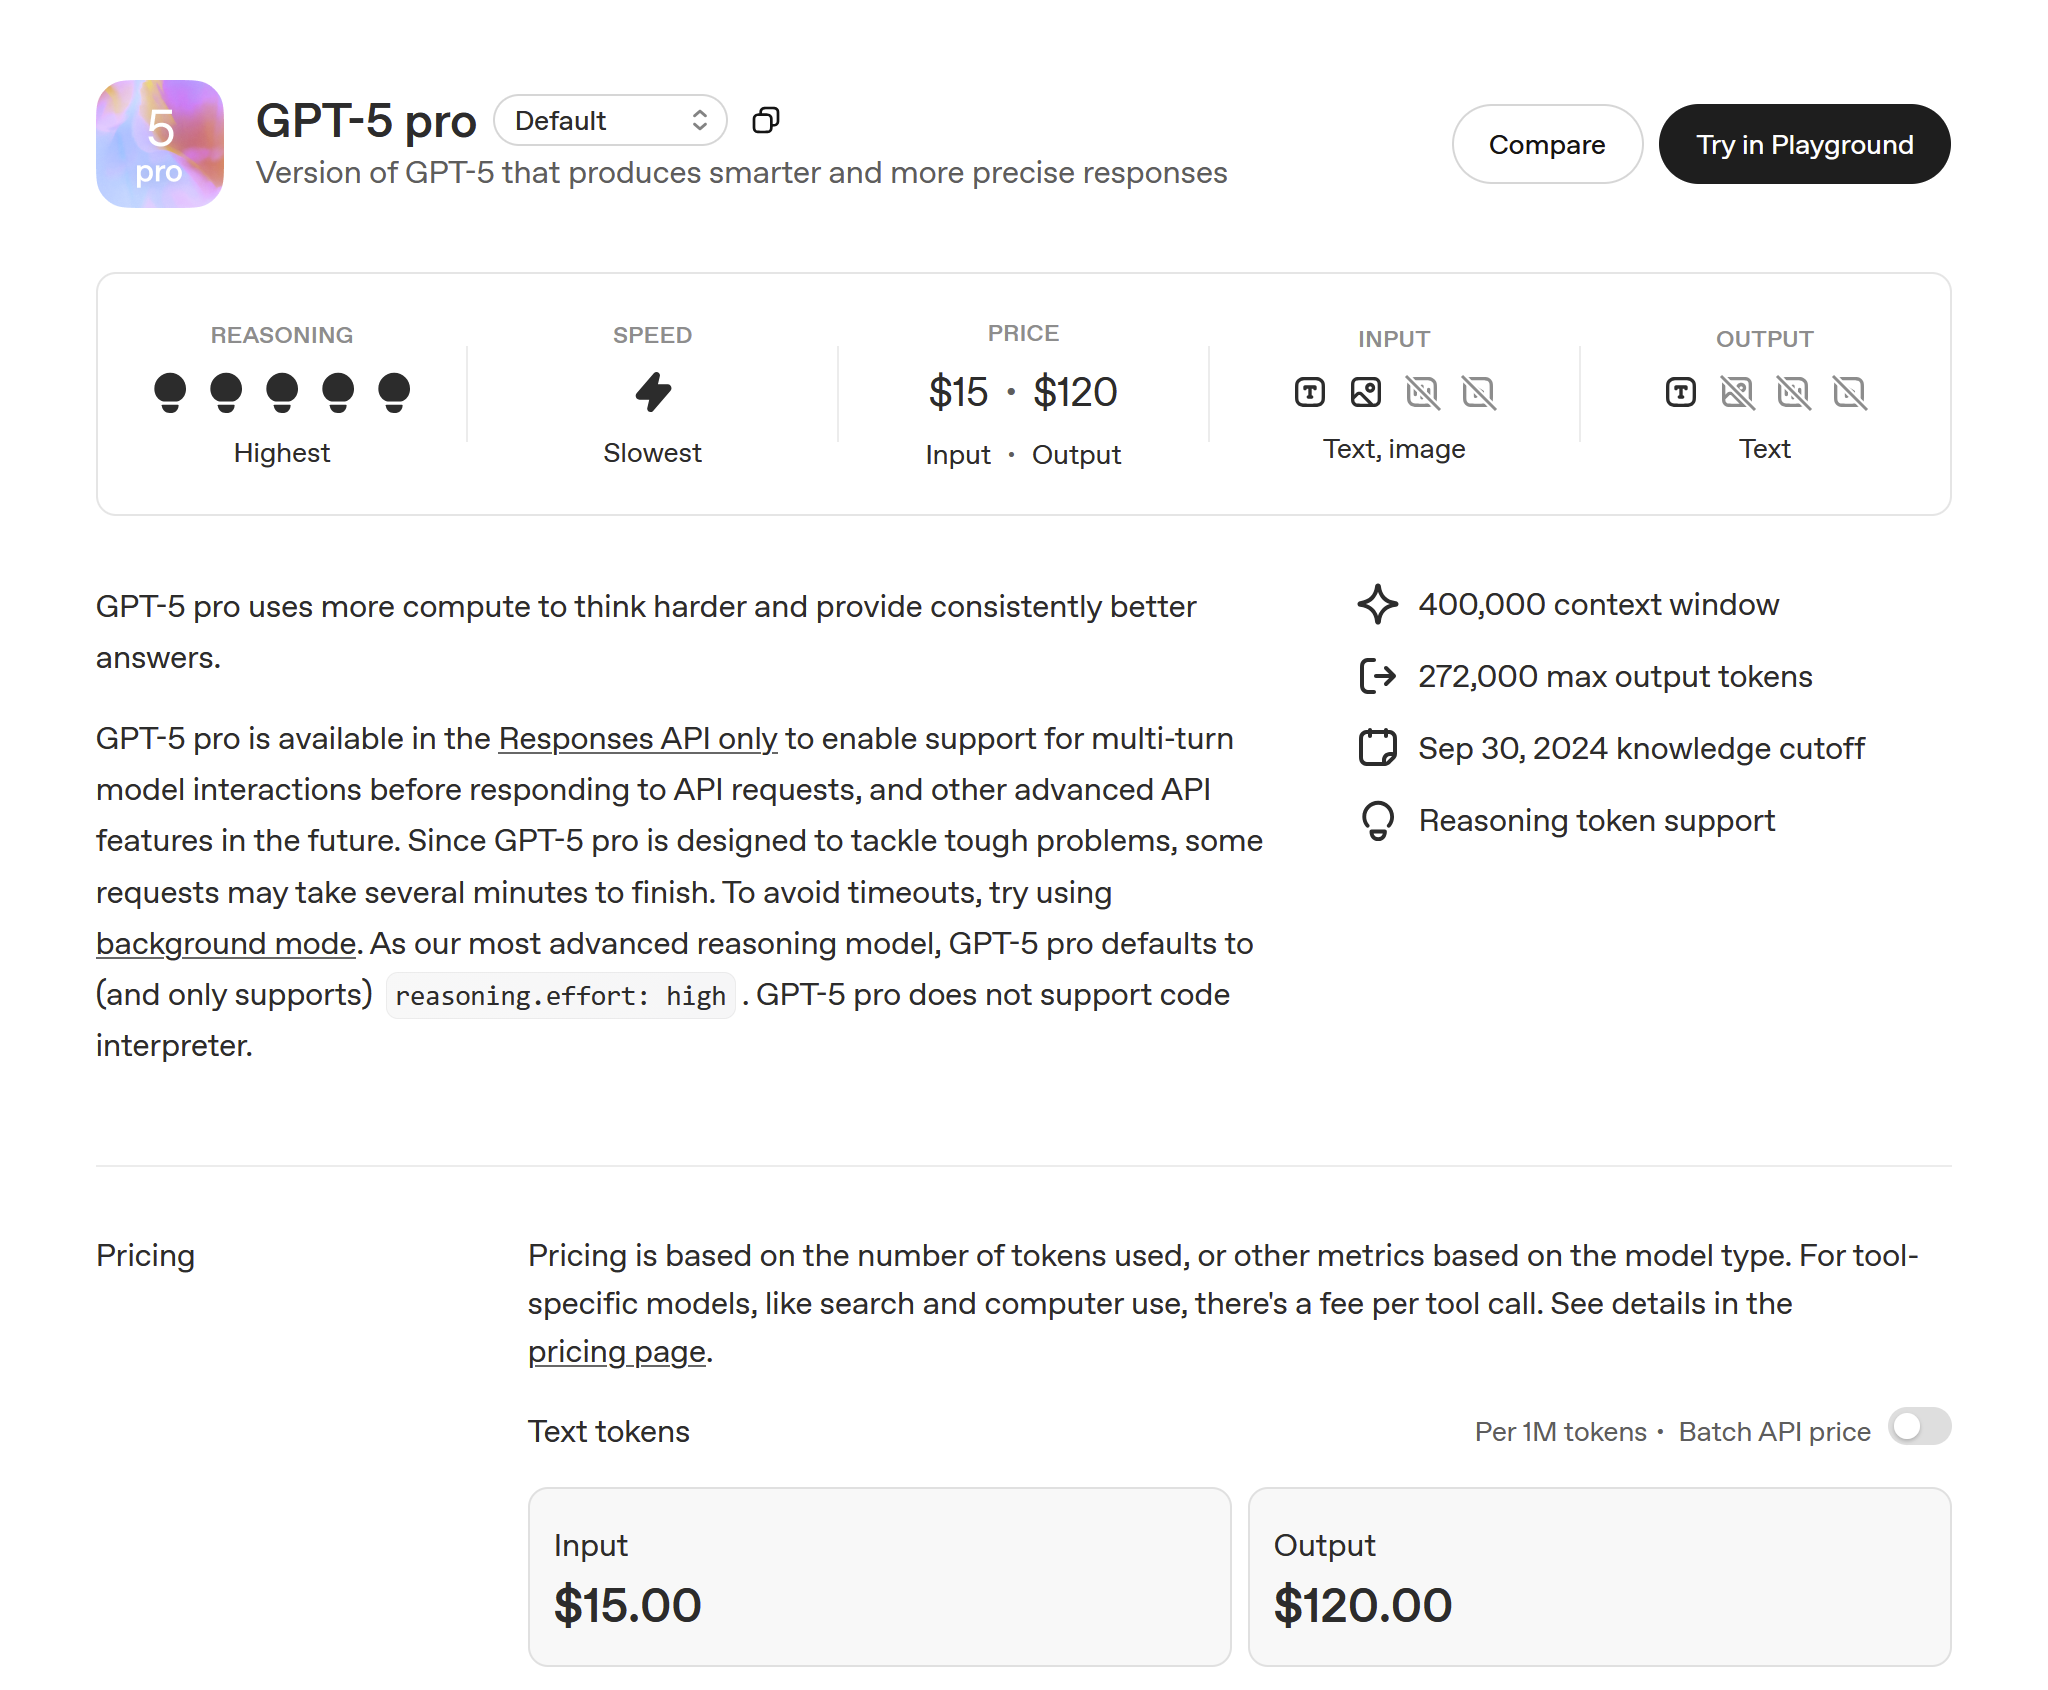 5
pro
GPT-5 pro
Default
Version of GPT-5 that produces smarter and more precise responses
Compare
Try in Playground
REASONING
Highest
SPEED
Slowest
PRICE
$15 • $120
Input • Output
INPUT
Text, image
OUTPUT
Text
GPT-5 pro uses more compute to think harder and provide consistently better
answers.
GPT-5 pro is available in the Responses API only to enable support for multi-turn
model interactions before responding to API requests, and other advanced API
features in the future. Since GPT-5 pro is designed to tackle tough problems, some
requests may take several minutes to finish. To avoid timeouts, try using
background mode. As our most advanced reasoning model, GPT-5 pro defaults to
(and only supports) reasoning.effort: high . GPT-5 pro does not support code
interpreter.
400,000 context window
272,000 max output tokens
Sep 30, 2024 knowledge cutoff
Reasoning token support
Pricing
Pricing is based on the number of tokens used, or other metrics based on the model type. For tool-
specific models, like search and computer use, there's a fee per tool call. See details in the
pricing page.
Text tokens
Per 1M tokens • Batch API price
Input
$15.00
Output
$120.00